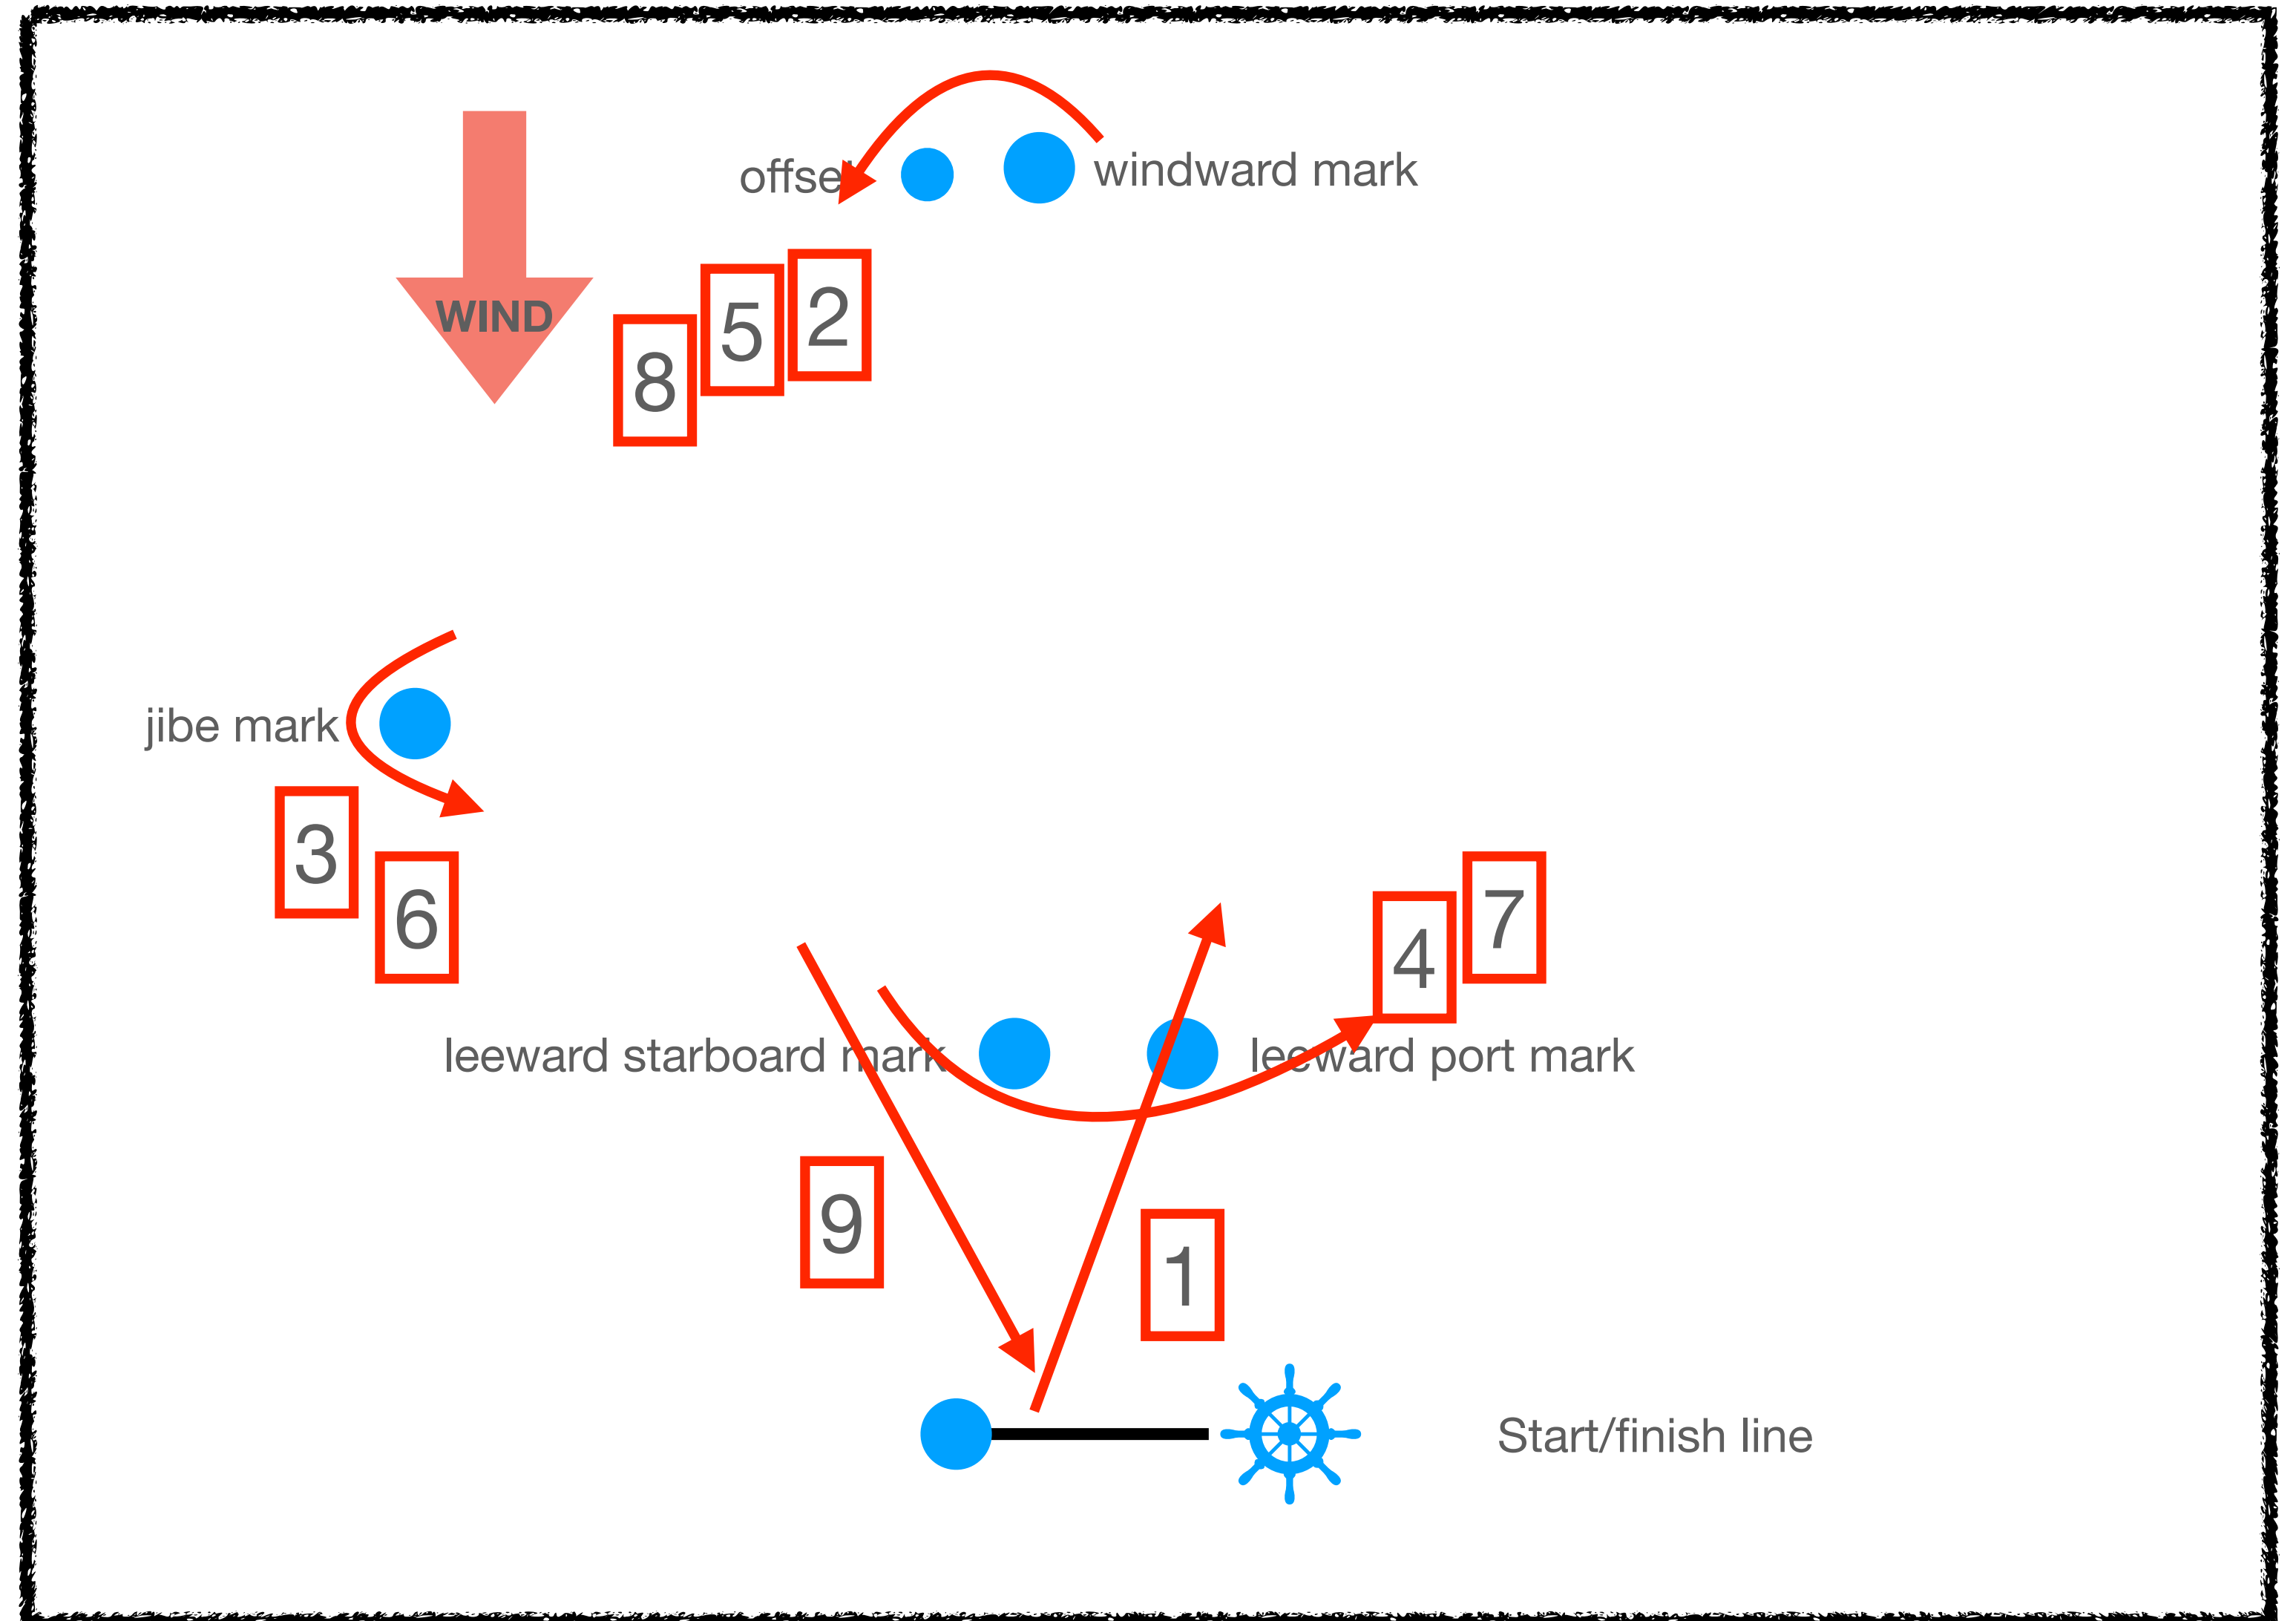 offset
windward mark
WIND
2
5
8
jibe mark
3
6
4
7
leeward starboard mark
leeward port mark
9
1
Start/finish line